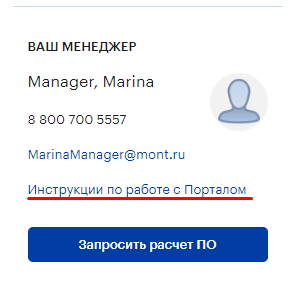 ВАШ МЕНЕДЖЕР
Manager, Marina
8 800 700 5557
MarinaManager@mont.ru
Инструкции по работе с Порталом
Запросить расчет ПО